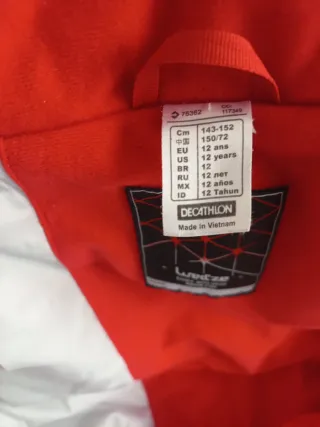 75362
Cm 143-152
中国 150/72
EU 12 ans
US 12 years
BR 12
RU 12 лет
MX 12 años
ID 12 Tahun
DECATHLON
Made in Vietnam